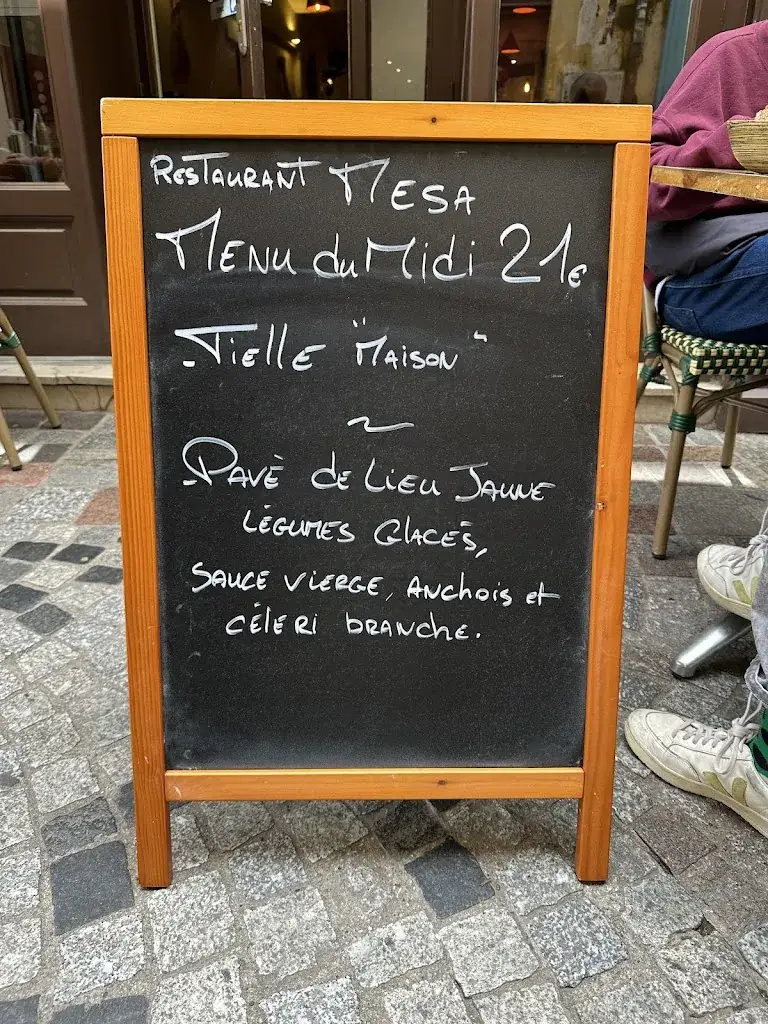 Restaurant Mesa
Menu du Midi 21€
- Tielle "Maison"
~
- Pavé de Lieu Jaune
Légumes Glacés,
Sauce vierge, Anchois et
Céleri branche.